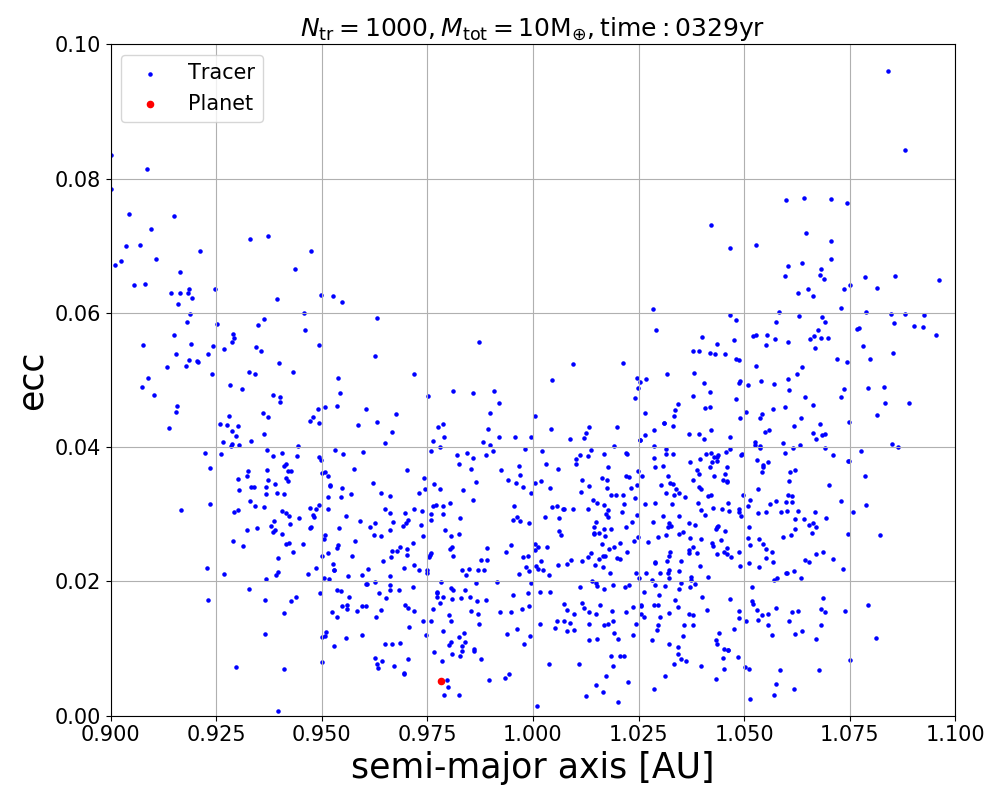 N_tr = 1000, M_tot = 10M_⊕, time : 0329yr
Tracer
Planet
0.10
0.08
0.06
0.04
0.02
0.00
ecc
0.900 0.925 0.950 0.975 1.000 1.025 1.050 1.075 1.100
semi-major axis [AU]